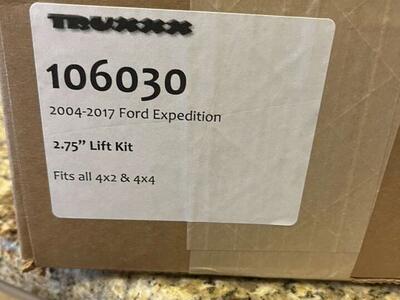 TRUXXX
106030
2004-2017 Ford Expedition
2.75” Lift Kit
Fits all 4x2 & 4x4